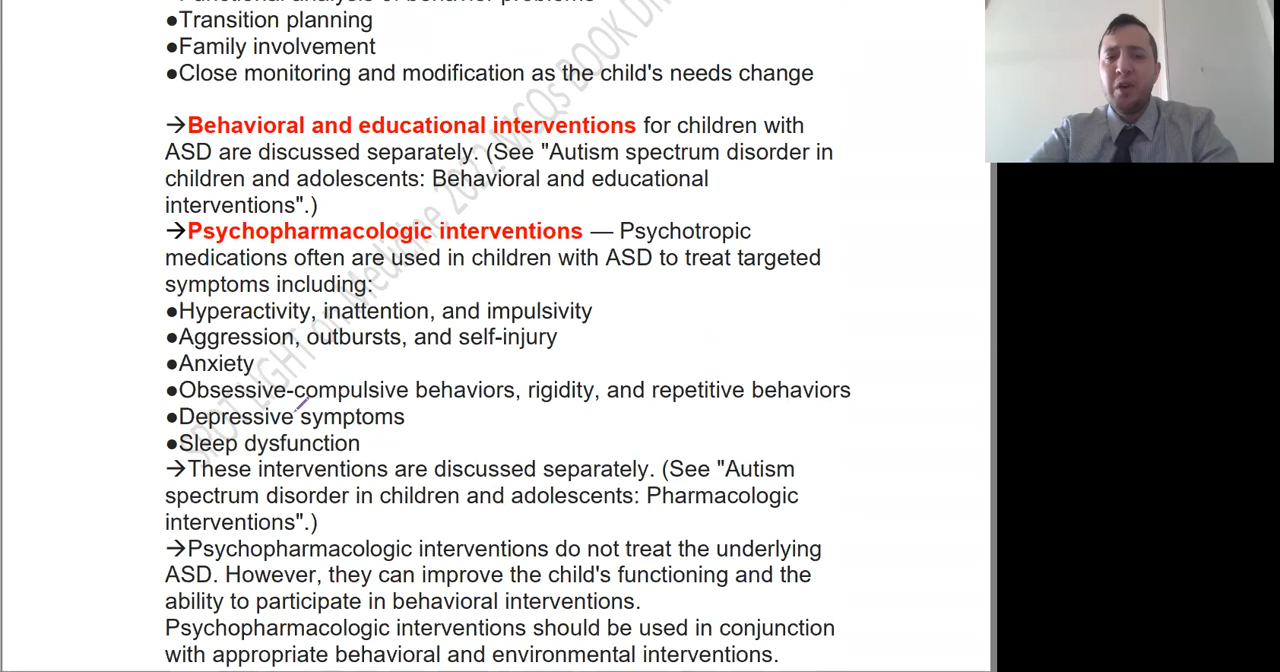 ●Transition planning
●Family involvement
●Close monitoring and modification as the child's needs change
→Behavioral and educational interventions for children with
ASD are discussed separately. (See "Autism spectrum disorder in
children and adolescents: Behavioral and educational
interventions".)
→Psychopharmacologic interventions — Psychotropic
medications often are used in children with ASD to treat targeted
symptoms including:
●Hyperactivity, inattention, and impulsivity
●Aggression, outbursts, and self-injury
●Anxiety
●Obsessive-compulsive behaviors, rigidity, and repetitive behaviors
●Depressive symptoms
●Sleep dysfunction
→These interventions are discussed separately. (See "Autism
spectrum disorder in children and adolescents: Pharmacologic
interventions".)
→Psychopharmacologic interventions do not treat the underlying
ASD. However, they can improve the child's functioning and the
ability to participate in behavioral interventions.
Psychopharmacologic interventions should be used in conjunction
with appropriate behavioral and environmental interventions.